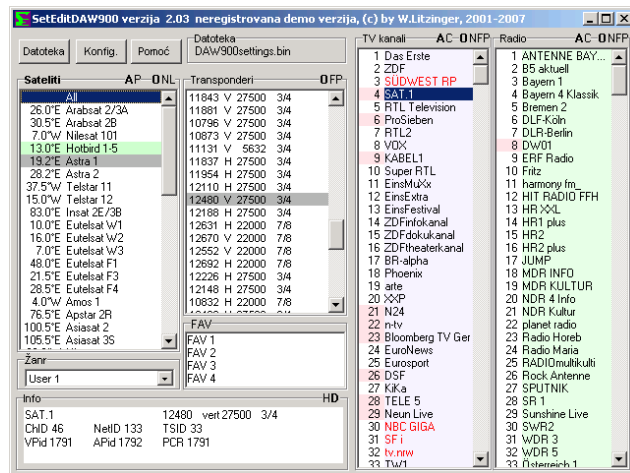 SetEditDAW900 verzija 2.03 neregistrovana demo verzija, (c) by W.Litzinger, 2001-2007
Datoteka Konfig. Pomoć
Datoteka
DAW900settings.bin
Sateliti AP ONL
All
26.0°E Arabsat 2/3A
30.5°E Arabsat 2B
7.0°W Nilesat 101
13.0°E Hotbird 1-5
19.2°E Astra 1
28.2°E Astra 2
37.5°W Telstar 11
15.0°W Telstar 12
83.0°E Insat 2E/3B
10.0°E Eutelsat W1
16.0°E Eutelsat W2
7.0°E Eutelsat W3
48.0°E Eutelsat F1
21.5°E Eutelsat F3
28.5°E Eutelsat F4
4.0°W Amos 1
76.5°E Apstar 2R
100.5°E Asiasat 2
105.5°E Asiasat 3S
Žanr
User 1
Transponderi OFP
11843 V 27500 3/4
11881 V 27500 3/4
10796 V 27500 3/4
10873 V 27500 3/4
11131 V 5632 3/4
11837 H 27500 3/4
11954 H 27500 3/4
12110 H 27500 3/4
12480 V 27500 3/4
12188 H 27500 3/4
12631 H 22000 7/8
12670 V 22000 7/8
12552 V 22000 7/8
12692 H 22000 7/8
12226 H 27500 3/4
12148 H 27500 3/4
10832 H 22000 7/8
FAV
FAV 1
FAV 2
FAV 3
FAV 4
Info HD
SAT.1 12480 vert 27500 3/4
ChID 46 NetID 133 TSID 33
VPid 1791 APid 1792 PCR 1791
TV kanali AC ONFP
1 Das Erste
2 ZDF
3 SÜDWEST RP
4 SAT.1
5 RTL Television
6 ProSieben
7 RTL2
8 VOX
9 KABEL1
10 Super RTL
11 EinsMuXx
12 EinsExtra
13 EinsFestival
14 ZDFinfokanal
15 ZDFdokukanal
16 ZDFtheaterkanal
17 BR-alpha
18 Phoenix
19 arte
20 XXP
21 N24
22 n-tv
23 Bloomberg TV Ger
24 EuroNews
25 Eurosport
26 DSF
27 KiKa
28 TELE 5
29 Neun Live
30 NBC GIGA
31 SF i
32 tv.nrw
33 TW1
Radio AC ONFP
1 ANTENNE BAY...
2 B5 aktuell
3 Bayern 1
4 Bayern 4 Klassik
5 Bremen 2
6 DLF-Köln
7 DLR-Berlin
8 DW01
9 ERF Radio
10 Fritz
11 harmony fm_
12 HIT RADIO FFH
13 HR XXL
14 HR1 plus
15 HR2
16 HR2 plus
17 JUMP
18 MDR INFO
19 MDR KULTUR
20 NDR 4 Info
21 NDR Kultur
22 planet radio
23 Radio Horeb
24 Radio Maria
25 RADIOmultikulti
26 Rock Antenne
27 SPUTNIK
28 SR 1
29 Sunshine Live
30 SWR2
31 WDR 3
32 WDR 5
33 Österreich 1